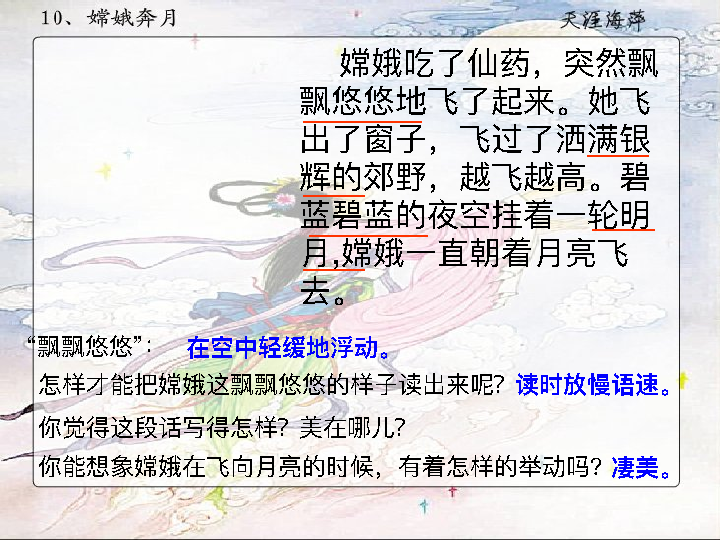 10、嫦娥奔月
天涯海萍
嫦娥吃了仙药，突然飘
飘悠悠地飞了起来。她飞
出了窗子，飞过了洒满银
辉的郊野，越飞越高。碧
蓝碧蓝的夜空挂着一轮明
月,嫦娥一直朝着月亮飞
去。
“飘飘悠悠”： 在空中轻缓地浮动。
怎样才能把嫦娥这飘飘悠悠的样子读出来呢？读时放慢语速。
你觉得这段话写得怎样？美在哪儿？
你能想象嫦娥在飞向月亮的时候，有着怎样的举动吗？凄美。